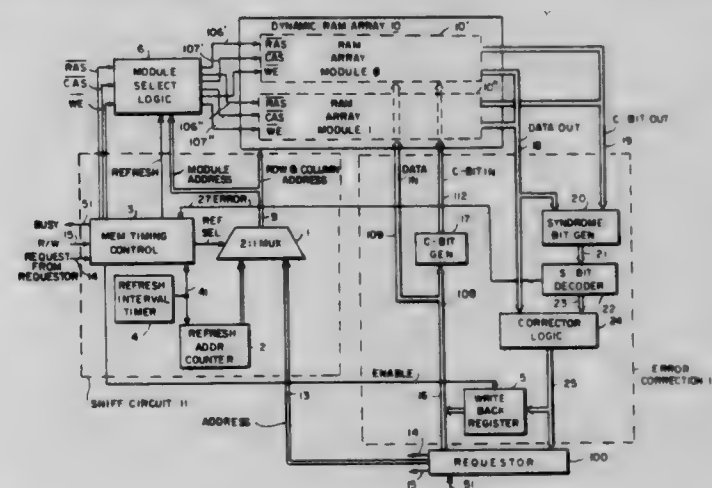 DYNAMIC RAM ARRAY 10
106'
107'
10'
6
MODULE
SELECT
LOGIC
RAS
CAS
WE
RAS
CAS
WE
RAM
ARRAY
MODULE 0
10"
RAS
CAS
WE
RAM
ARRAY
MODULE 1
106"
107"
DATA OUT
18
C-BIT OUT
19
REFRESH
MODULE
ADDRESS
ROW & COLUMN
ADDRESS
DATA
IN
C-BIT IN
112
109
27 ERROR
9
20
SYNDROME
BIT GEN
21
17
C-BIT
GEN
51
BUSY
15
R/W
REQUEST
FROM
REQUESTOR
14
3
MEM TIMING
CONTROL
REF
SEL
2:1 MUX
1
S BIT
DECODER
22
23
108
41
REFRESH
INTERVAL
TIMER
4
REFRESH
ADDR
COUNTER
2
CORRECTOR
LOGIC
24
ENABLE
13
16
5
WRITE
BACK
REGISTER
25
ERROR
CORRECTION
SNIFF CIRCUIT 11
ADDRESS
14
15
REQUESTOR
100
51